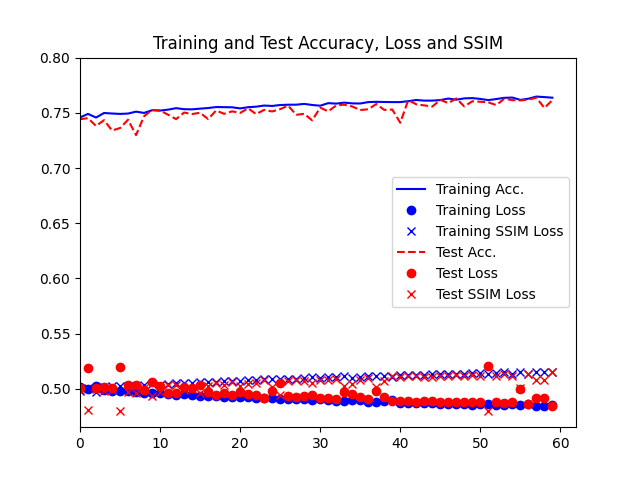 Training and Test Accuracy, Loss and SSIM
0.80
0.75
0.70
0.65
0.60
0.55
0.50
Training Acc.
Training Loss
Training SSIM Loss
Test Acc.
Test Loss
Test SSIM Loss
0 10 20 30 40 50 60